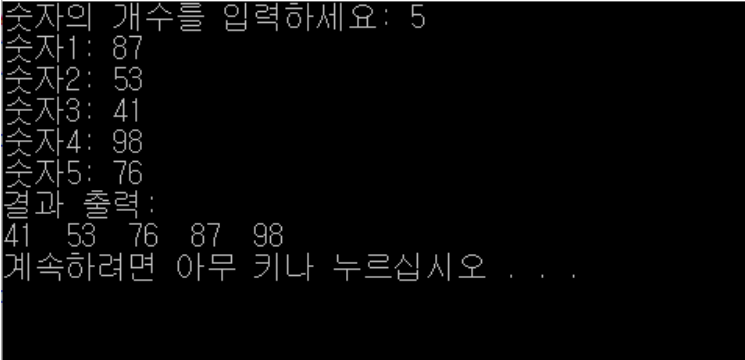 숫자의 개수를 입력하세요: 5
숫자1: 87
숫자2: 53
숫자3: 41
숫자4: 98
숫자5: 76
결과 출력:
41  53  76  87  98
계속하려면 아무 키나 누르십시오 . . .